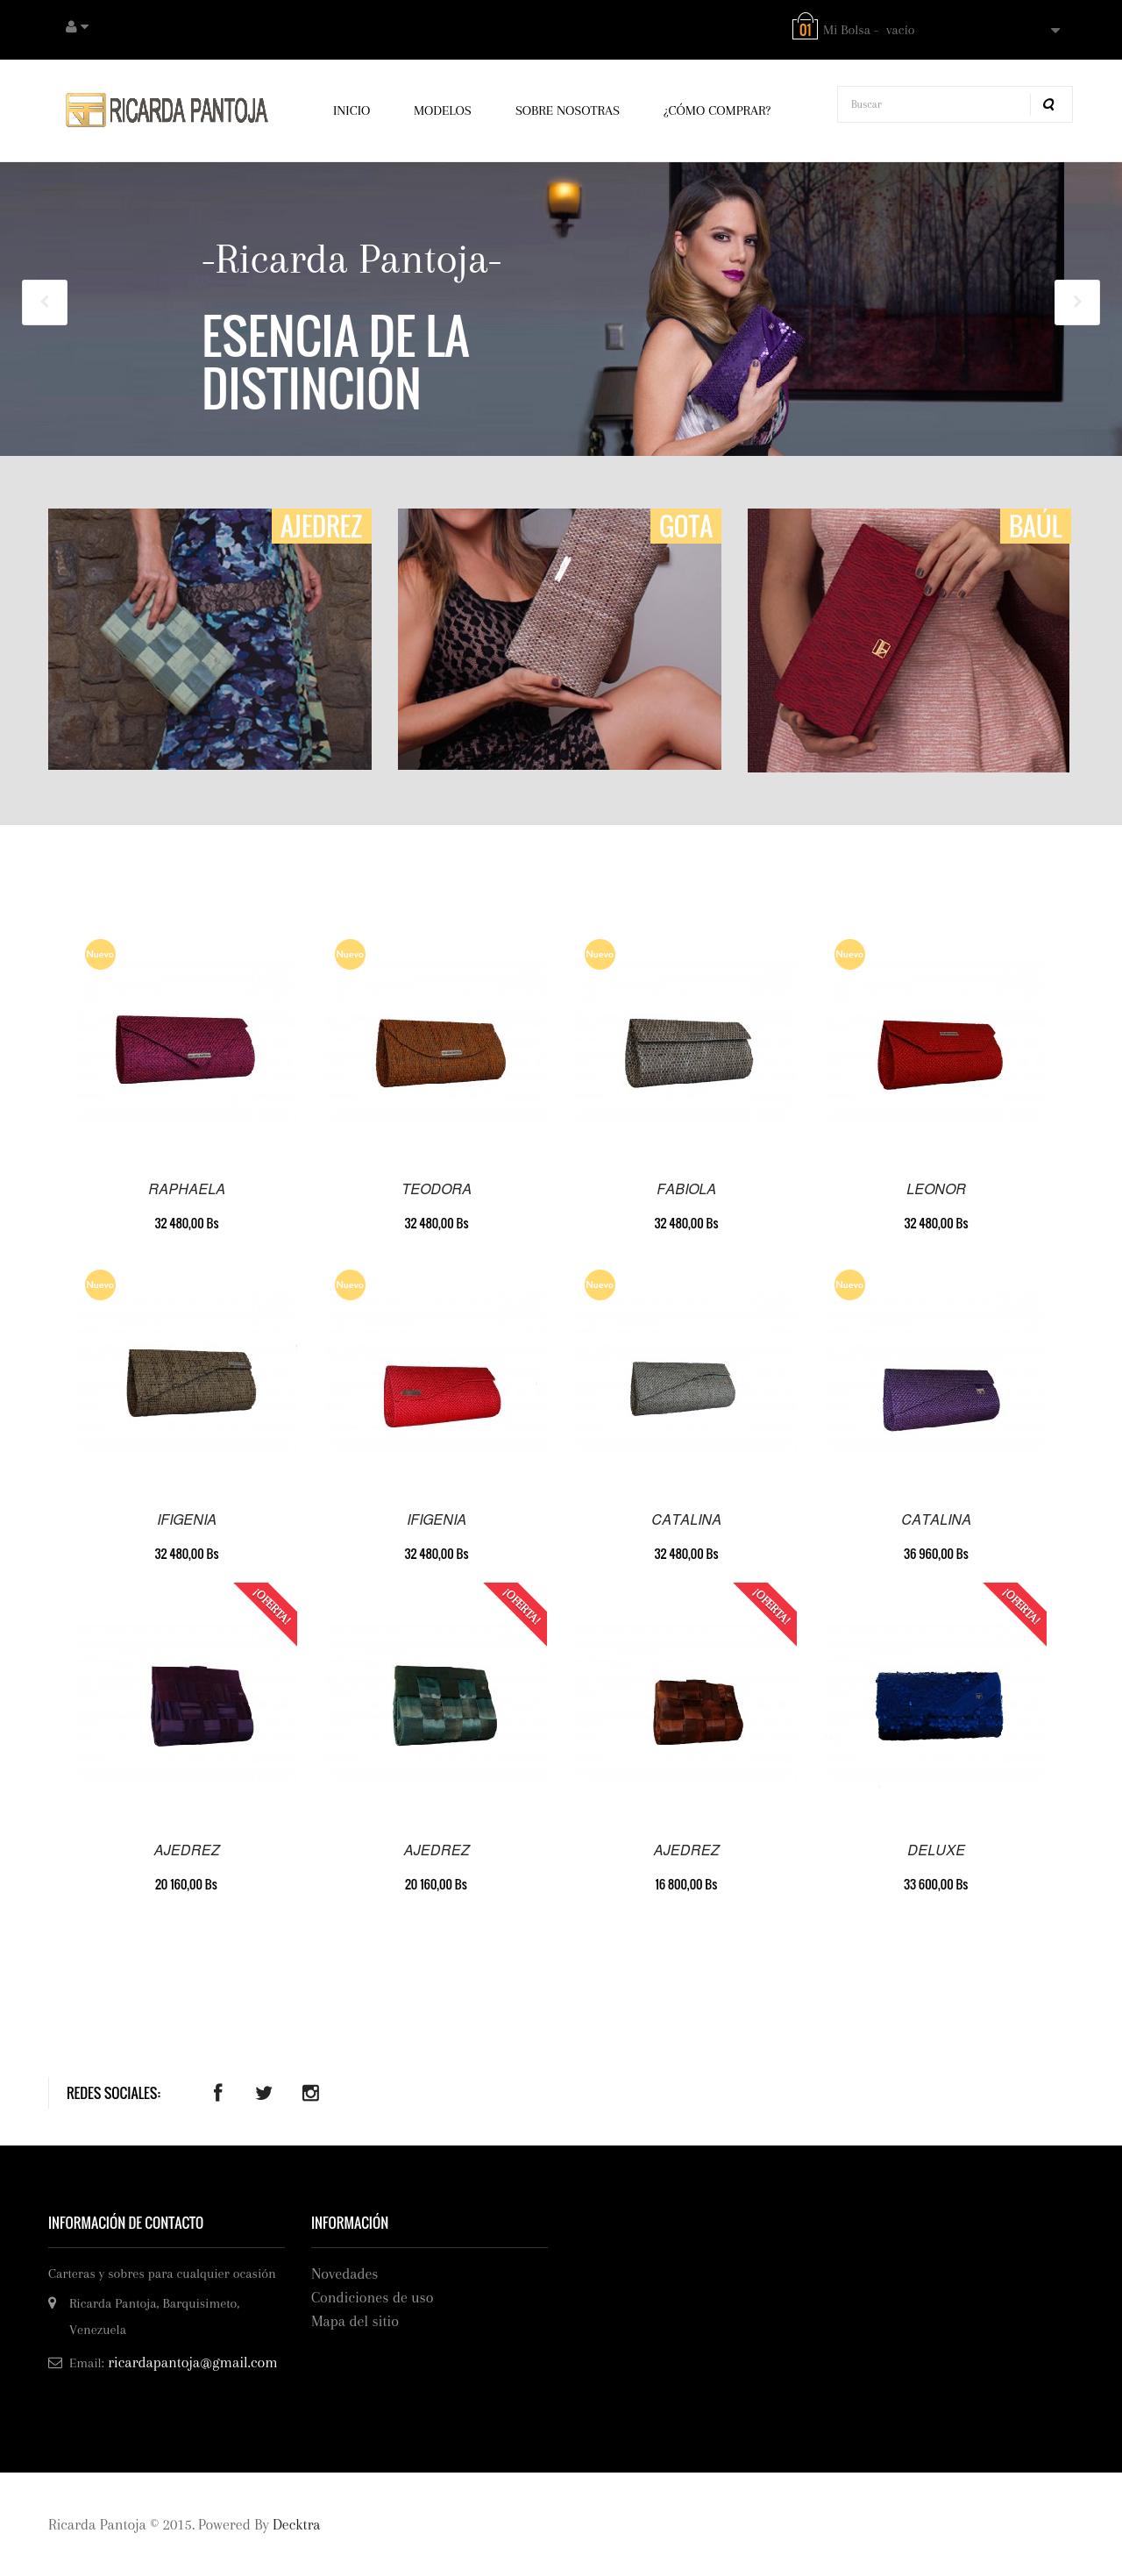 01 Mi Bolsa - vacío
RICARDA PANTOJA
INICIO MODELOS SOBRE NOSOTRAS ¿CÓMO COMPRAR?
Buscar
-Ricarda Pantoja-
ESENCIA DE LA
DISTINCIÓN
AJEDREZ GOTA BAÚL
Nuevo Nuevo Nuevo Nuevo
RAPHAELA TEODORA FABIOLA LEONOR
32 480,00 Bs 32 480,00 Bs 32 480,00 Bs 32 480,00 Bs
Nuevo Nuevo Nuevo Nuevo
IFIGENIA IFIGENIA CATALINA CATALINA
32 480,00 Bs 32 480,00 Bs 32 480,00 Bs 36 960,00 Bs
¡OFERTA! ¡OFERTA! ¡OFERTA! ¡OFERTA!
AJEDREZ AJEDREZ AJEDREZ DELUXE
20 160,00 Bs 20 160,00 Bs 16 800,00 Bs 33 600,00 Bs
REDES SOCIALES:
INFORMACIÓN DE CONTACTO
Carteras y sobres para cualquier ocasión
Ricarda Pantoja, Barquisimeto,
Venezuela
Email: ricardapantoja@gmail.com
INFORMACIÓN
Novedades
Condiciones de uso
Mapa del sitio
Ricarda Pantoja © 2015. Powered By Decktra